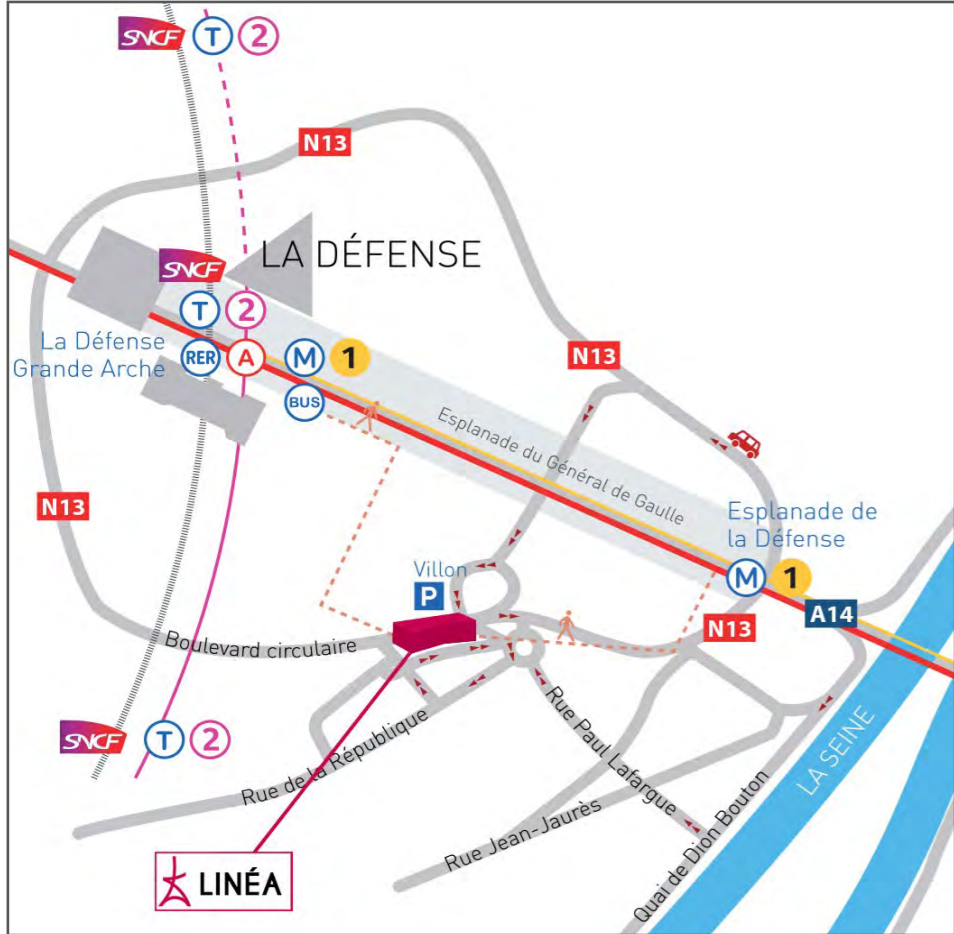 SNCF T 2
N13
LA DÉFENSE
SNCF
T 2
La Défense
Grande Arche
RER A M 1
BUS
N13
Esplanade du Général de Gaulle
N13
Esplanade de
la Défense
M 1
Villon
P
A14
N13
Boulevard circulaire
SNCF T 2
Rue de la République
Rue Paul Lafargue
Rue Jean-Jaurès
Quai de Dion Bouton
LA SEINE
LINÉA